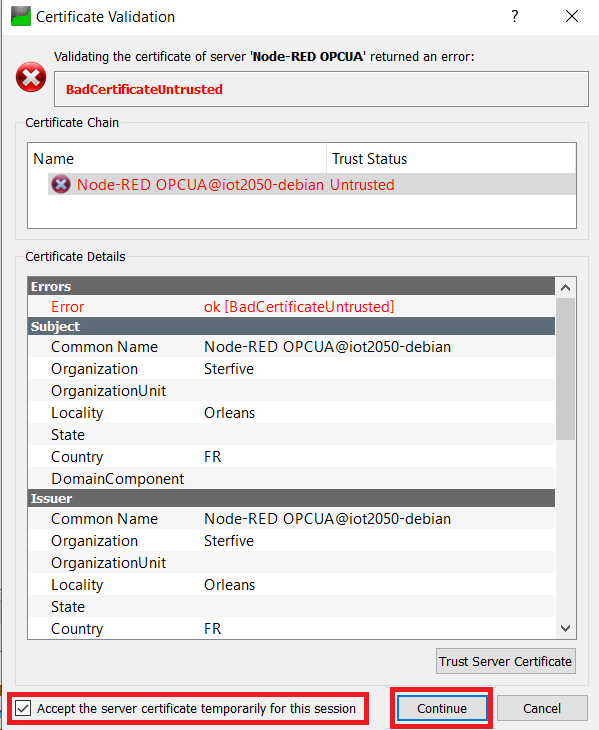 Certificate Validation
?
Validating the certificate of server 'Node-RED OPCUA' returned an error:
BadCertificateUntrusted
Certificate Chain
Name Trust Status
Node-RED OPCUA@iot2050-debian Untrusted
Certificate Details
Errors
Error ok [BadCertificateUntrusted]
Subject
Common Name Node-RED OPCUA@iot2050-debian
Organization Sterfive
OrganizationUnit
Locality Orleans
State
Country FR
DomainComponent
Issuer
Common Name Node-RED OPCUA@iot2050-debian
Organization Sterfive
OrganizationUnit
Locality Orleans
State
Country FR
Trust Server Certificate
Accept the server certificate temporarily for this session Continue Cancel